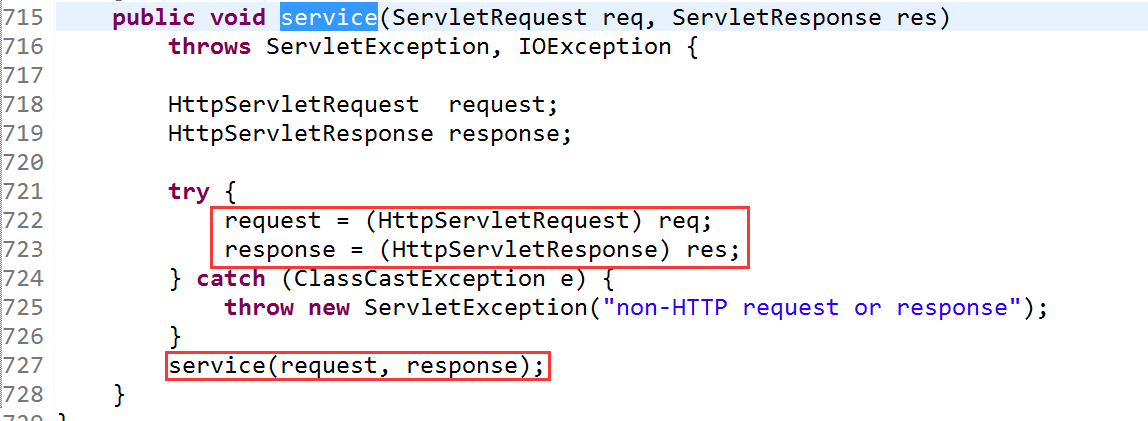 715    public void service(ServletRequest req, ServletResponse res)
716        throws ServletException, IOException {
717
718        HttpServletRequest  request;
719        HttpServletResponse response;
720
721        try {
722            request = (HttpServletRequest) req;
723            response = (HttpServletResponse) res;
724        } catch (ClassCastException e) {
725            throw new ServletException("non-HTTP request or response");
726        }
727        service(request, response);
728    }